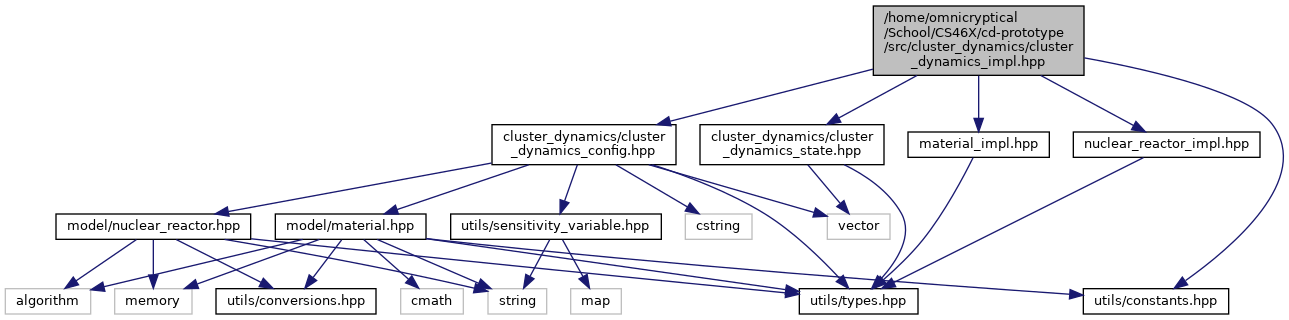 /home/omnicryptical
/School/CS46X/cd-prototype
/src/cluster_dynamics/cluster
_dynamics_impl.hpp
cluster_dynamics/cluster
_dynamics_config.hpp
cluster_dynamics/cluster
_dynamics_state.hpp
material_impl.hpp
nuclear_reactor_impl.hpp
model/nuclear_reactor.hpp
model/material.hpp
utils/sensitivity_variable.hpp
cstring
vector
algorithm
memory
utils/conversions.hpp
cmath
string
map
utils/types.hpp
utils/constants.hpp